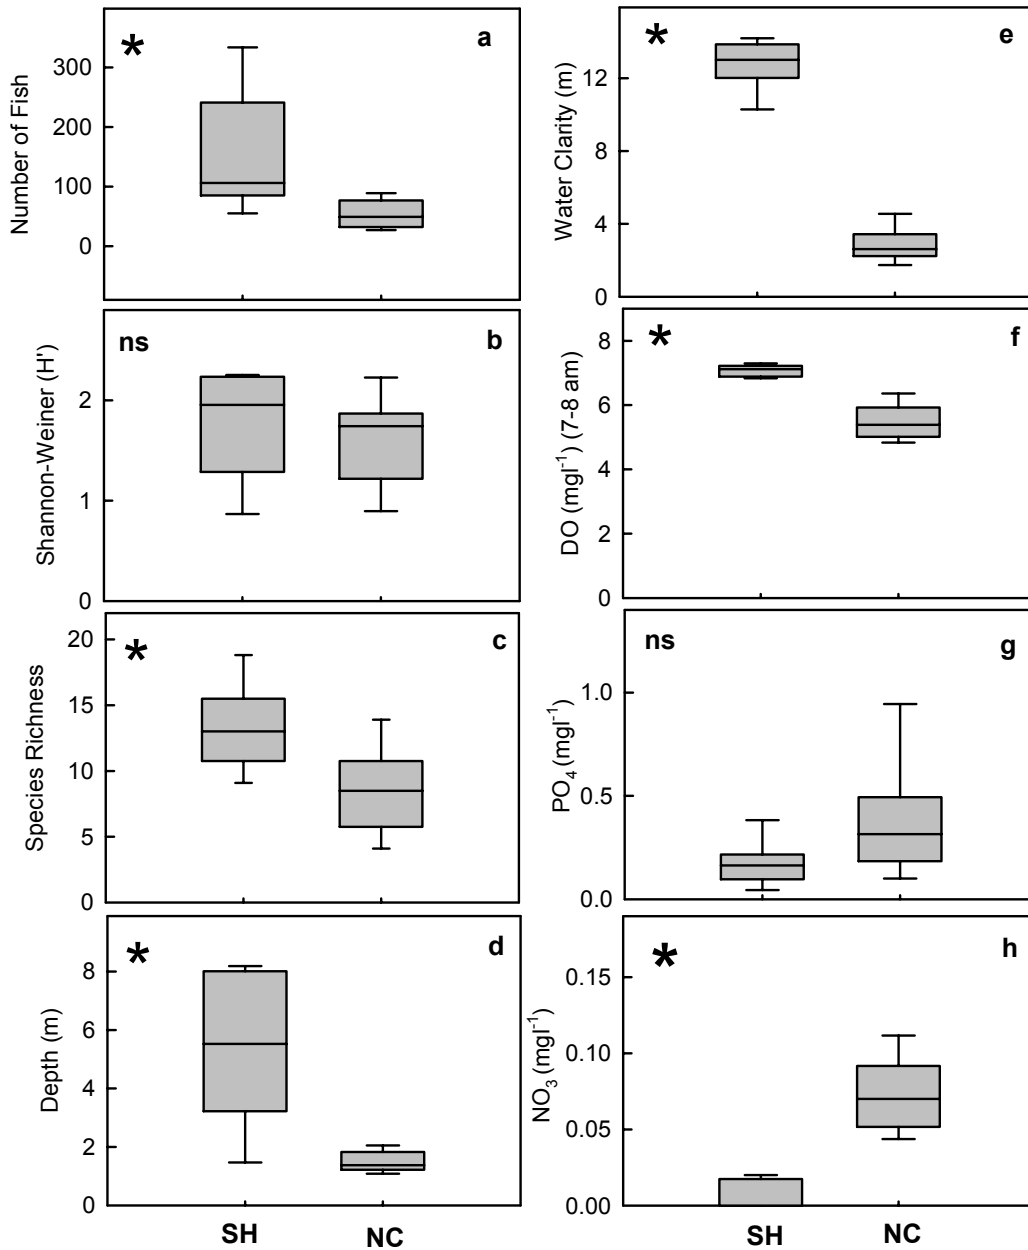 *
a
Number of Fish
300
200
100
0
ns
b
Shannon-Weiner (H')
2
1
0
*
c
Species Richness
20
15
10
5
0
*
d
Depth (m)
8
6
4
2
0
SH
NC
*
e
Water Clarity (m)
12
8
4
0
*
f
DO (mgl⁻¹) (7-8 am)
8
6
4
2
0
ns
g
PO₄ (mgl⁻¹)
1.0
0.5
0.0
*
h
NO₃ (mgl⁻¹)
0.15
0.10
0.05
0.00
SH
NC